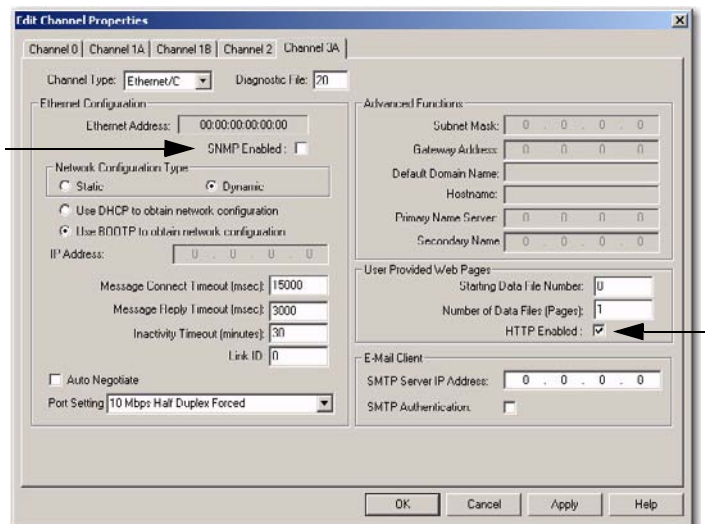 Edit Channel Properties
Channel 0 Channel 1A Channel 1B Channel 2 Channel 3A
Channel Type: Ethernet/C Diagnostic File: 20
Ethernet Configuration
Ethernet Address: 00:00:00:00:00:00
SNMP Enabled:
Network Configuration Type
Static Dynamic
Use DHCP to obtain network configuration
Use BOOTP to obtain network configuration
IP Address: 0 . 0 . 0 . 0
Message Connect Timeout (msec): 15000
Message Reply Timeout (msec): 3000
Inactivity Timeout (minutes): 30
Link ID 0
Auto Negotiate
Port Setting 10 Mbps Half Duplex Forced
Advanced Functions
Subnet Mask: 0 . 0 . 0 . 0
Gateway Address: 0 0 0 0
Default Domain Name:
Hostname:
Primary Name Server: 0 0 0 0
Secondary Name 0 . 0 . 0 . 0
User Provided Web Pages
Starting Data File Number: 0
Number of Data Files (Pages): 1
HTTP Enabled:
E-Mail Client
SMTP Server IP Address: 0 . 0 . 0 . 0
SMTP Authentication:
OK Cancel Apply Help